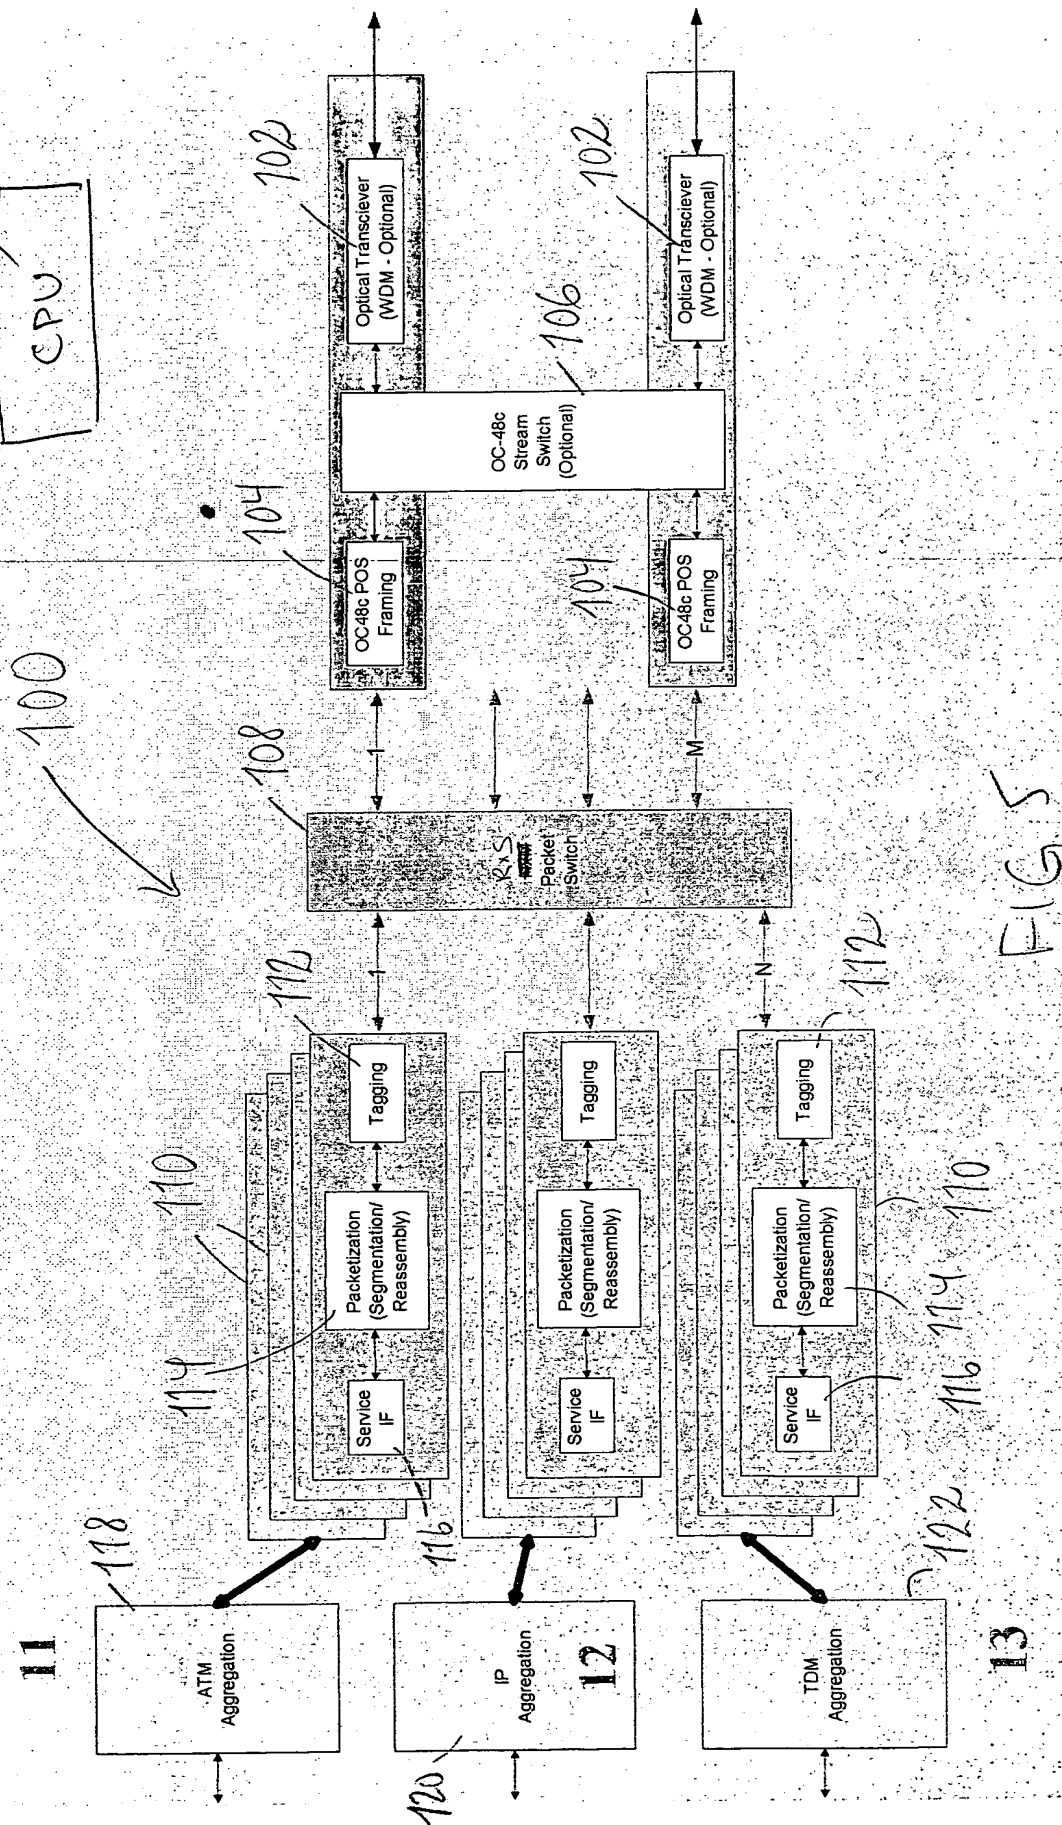 CPU
100
102
Optical Transciever
(WDM - Optional)
102
Optical Transciever
(WDM - Optional)
106
OC-48c
Stream
Switch
(Optional)
104
OC48c POS
Framing
104
OC48c POS
Framing
1
M
108
RxS
Packet
Switch
1
N
112
Tagging
Tagging
112
Tagging
110
114
Packetization
(Segmentation/
Reassembly)
Packetization
(Segmentation/
Reassembly)
Packetization
(Segmentation/
Reassembly)
110
114
Service
IF
116
Service
IF
Service
IF
116
118
ATM
Aggregation
11
120
IP
Aggregation
12
122
TDM
Aggregation
13
FIG. 5